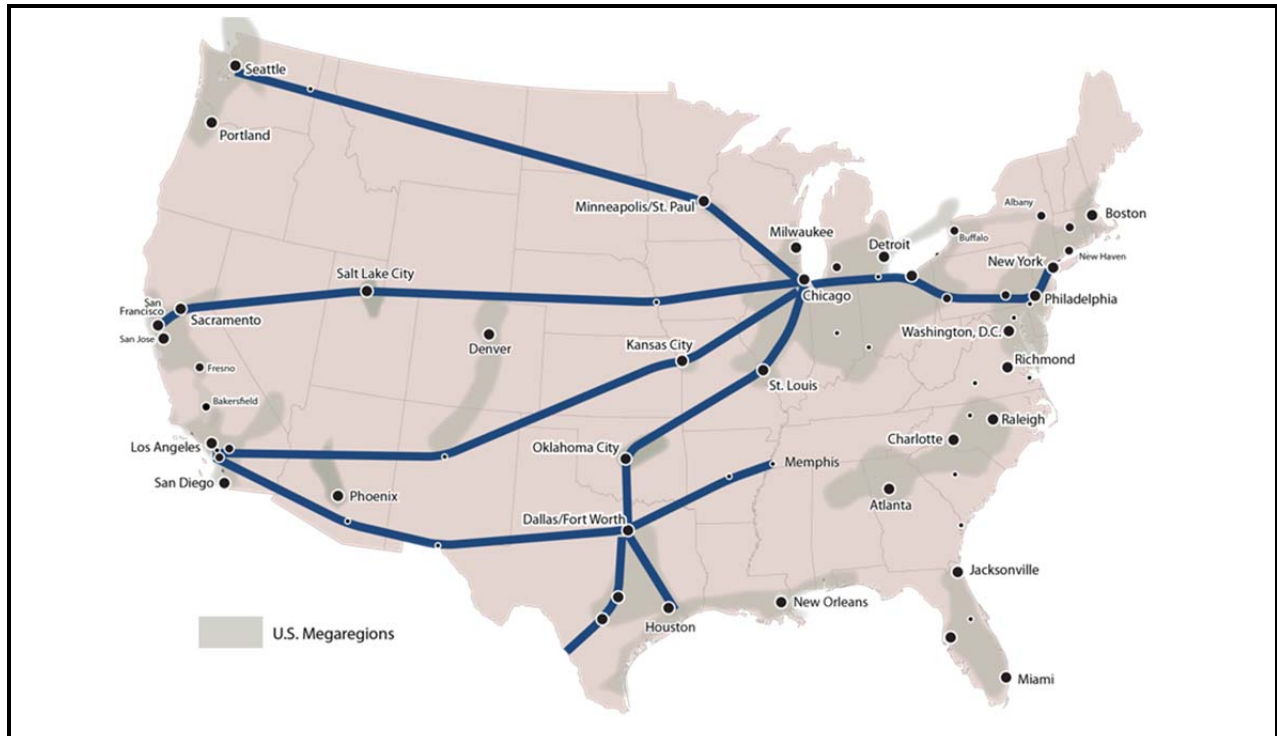 Seattle
Portland
Minneapolis/St. Paul
Albany
Boston
Milwaukee
Detroit
Buffalo
New York
New Haven
Salt Lake City
Chicago
San
Francisco
Sacramento
Philadelphia
San Jose
Denver
Kansas City
Washington, D.C.
Richmond
Fresno
St. Louis
Bakersfield
Raleigh
Los Angeles
Oklahoma City
Charlotte
Memphis
San Diego
Phoenix
Atlanta
Dallas/Fort Worth
Jacksonville
New Orleans
Houston
U.S. Megaregions
Miami